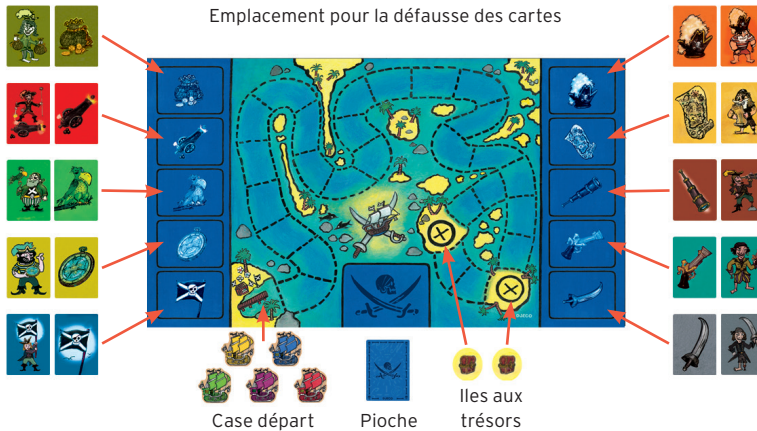 Emplacement pour la défausse des cartes
Case départ
Pioche
Iles aux
trésors